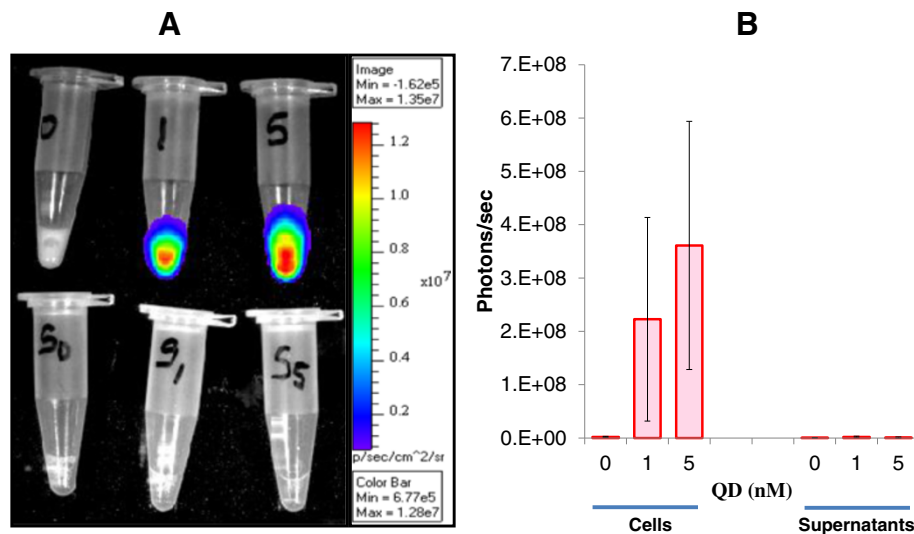 A
B
0
1
5
S0
S1
S5
Image
Min = -1.62e5
Max = 1.35e7
1.2
1.0
0.8
x10^7
0.6
0.4
0.2
p/sec/cm^2/sr
Color Bar
Min = 6.77e5
Max = 1.28e7
Photons/sec
7.E+08
6.E+08
5.E+08
4.E+08
3.E+08
2.E+08
1.E+08
0.E+00
0 1 5 0 1 5
QD (nM)
Cells Supernatants